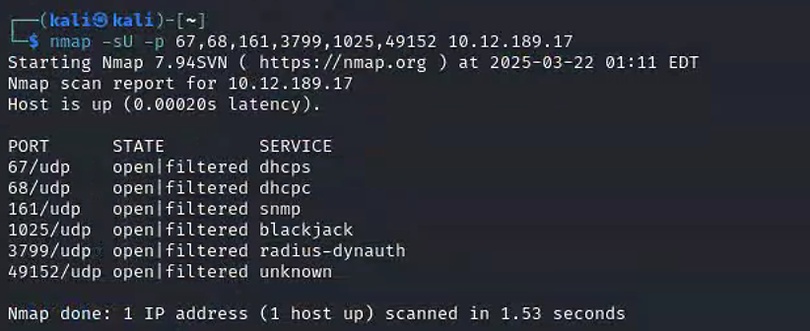 ┌──(kali㉿kali)-[~]
└─$ nmap -sU -p 67,68,161,3799,1025,49152 10.12.189.17
Starting Nmap 7.94SVN ( https://nmap.org ) at 2025-03-22 01:11 EDT
Nmap scan report for 10.12.189.17
Host is up (0.00020s latency).

PORT      STATE         SERVICE
67/udp    open|filtered dhcps
68/udp    open|filtered dhcpc
161/udp   open|filtered snmp
1025/udp  open|filtered blackjack
3799/udp  open|filtered radius-dynauth
49152/udp open|filtered unknown

Nmap done: 1 IP address (1 host up) scanned in 1.53 seconds